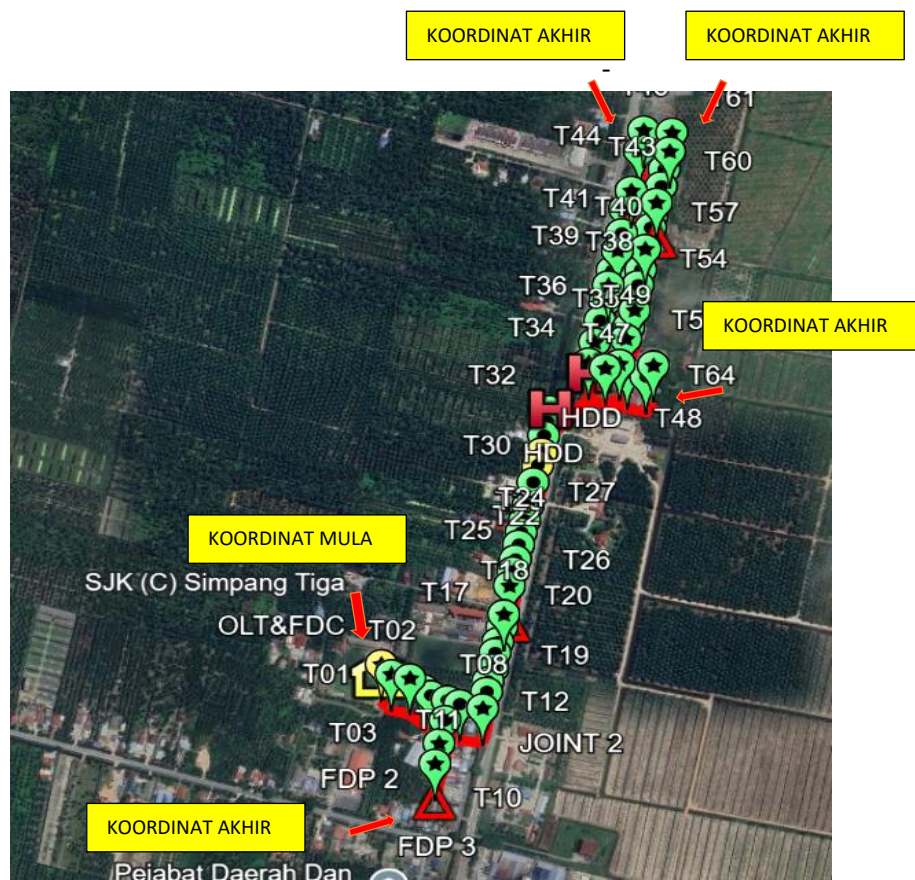 KOORDINAT AKHIR
KOORDINAT AKHIR
-
T61
T44
T43
T60
T41
T40
T57
T39
T38
T54
T36
T49
T34
T47
KOORDINAT AKHIR
T32
T64
HDD
T48
T30
HDD
T24
T27
T22
KOORDINAT MULA
T25
T26
SJK (C) Simpang Tiga
T18
T17
T20
OLT&FDC
T02
T19
T01
T08
T12
T11
T03
JOINT 2
FDP 2
T10
KOORDINAT AKHIR
FDP 3
Pejabat Daerah Dan